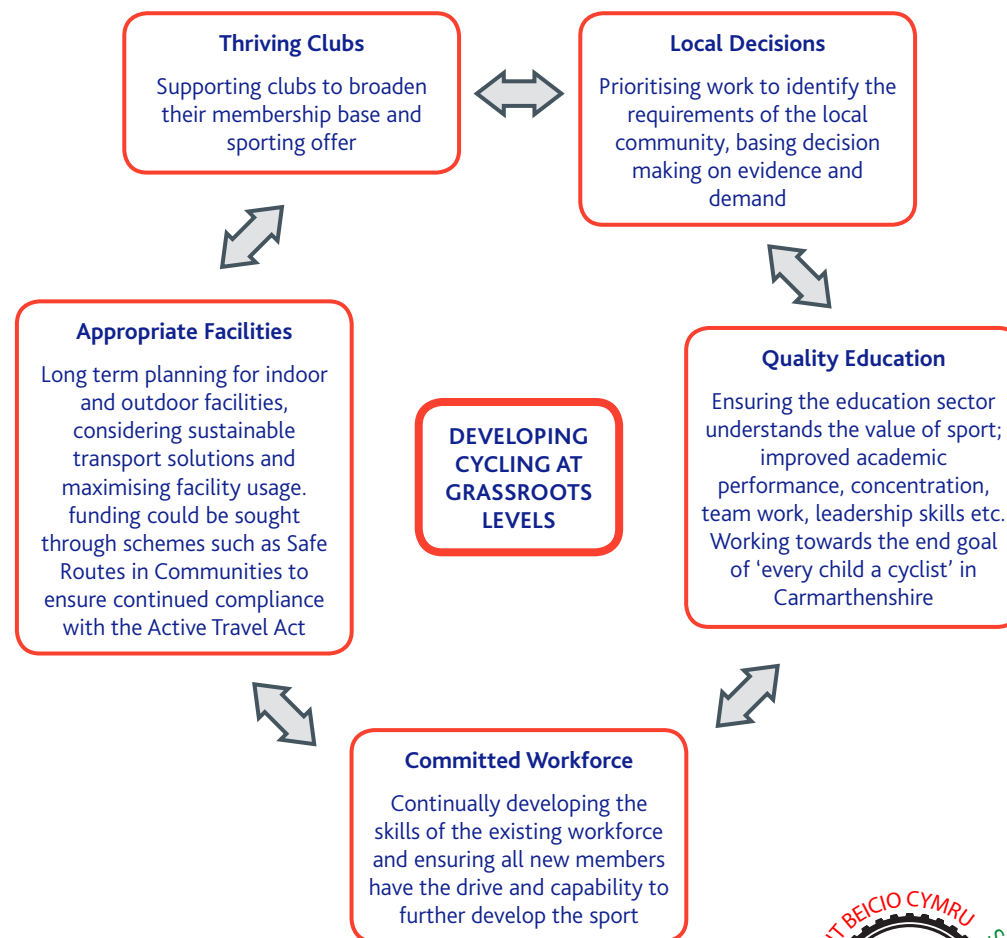 Thriving Clubs
Supporting clubs to broaden
their membership base and
sporting offer
Local Decisions
Prioritising work to identify the
requirements of the local
community, basing decision
making on evidence and
demand
Appropriate Facilities
Long term planning for indoor
and outdoor facilities,
considering sustainable
transport solutions and
maximising facility usage.
funding could be sought
through schemes such as Safe
Routes in Communities to
ensure continued compliance
with the Active Travel Act
DEVELOPING
CYCLING AT
GRASSROOTS
LEVELS
Quality Education
Ensuring the education sector
understands the value of sport;
improved academic
performance, concentration,
team work, leadership skills etc.
Working towards the end goal
of ‘every child a cyclist’ in
Carmarthenshire
Committed Workforce
Continually developing the
skills of the existing workforce
and ensuring all new members
have the drive and capability to
further develop the sport
BEICIO CYMRU